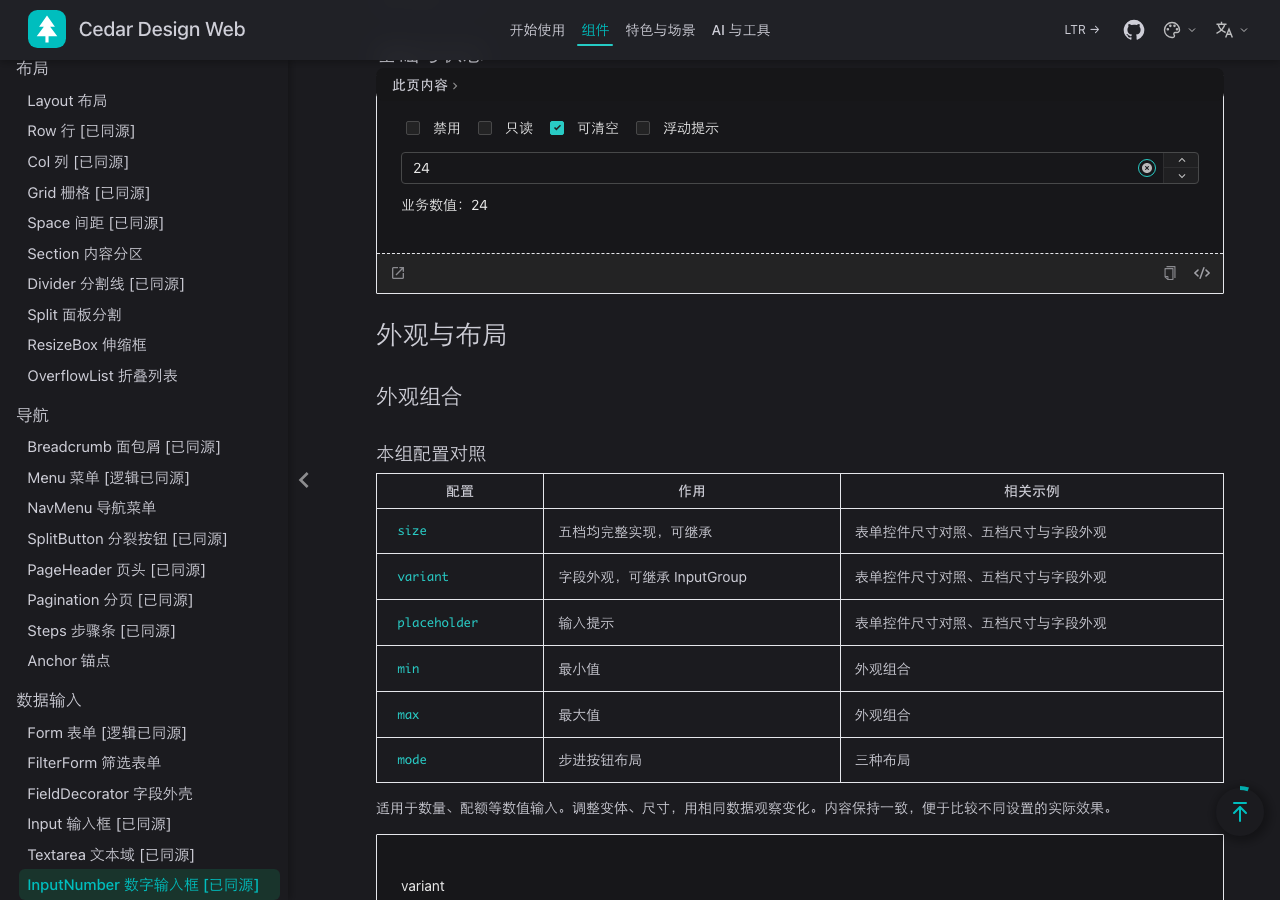 Cedar Design Web
开始使用 组件 特色与场景 AI 与工具
LTR
布局
Layout 布局
Row 行 [已同源]
Col 列 [已同源]
Grid 栅格 [已同源]
Space 间距 [已同源]
Section 内容分区
Divider 分割线 [已同源]
Split 面板分割
ResizeBox 伸缩框
OverflowList 折叠列表
导航
Breadcrumb 面包屑 [已同源]
Menu 菜单 [逻辑已同源]
NavMenu 导航菜单
SplitButton 分裂按钮 [已同源]
PageHeader 页头 [已同源]
Pagination 分页 [已同源]
Steps 步骤条 [已同源]
Anchor 锚点
数据输入
Form 表单 [逻辑已同源]
FilterForm 筛选表单
FieldDecorator 字段外壳
Input 输入框 [已同源]
Textarea 文本域 [已同源]
InputNumber 数字输入框 [已同源]
此页内容
禁用 只读 可清空 浮动提示
24
业务数值：24
外观与布局
外观组合
本组配置对照
配置 作用 相关示例
size 五档均完整实现，可继承 表单控件尺寸对照、五档尺寸与字段外观
variant 字段外观，可继承 InputGroup 表单控件尺寸对照、五档尺寸与字段外观
placeholder 输入提示 表单控件尺寸对照、五档尺寸与字段外观
min 最小值 外观组合
max 最大值 外观组合
mode 步进按钮布局 三种布局
适用于数量、配额等数值输入。调整变体、尺寸，用相同数据观察变化。内容保持一致，便于比较不同设置的实际效果。
variant